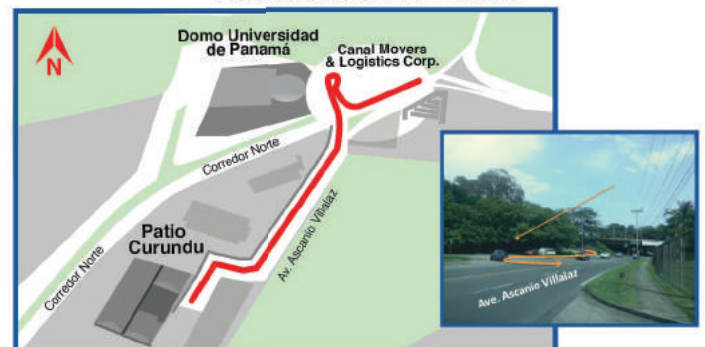 Domo Universidad
de Panamá
Canal Movers
& Logistics Corp.
N
Corredor Norte
Av. Ascanio Villalaz
Patio
Curundu
Corredor Norte
Ave. Ascanio Villalaz